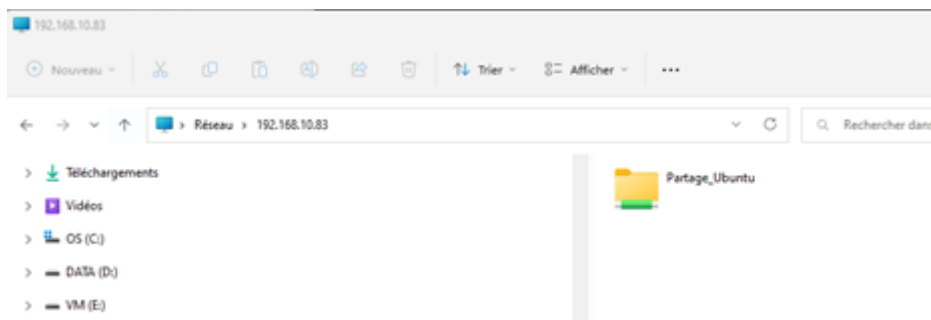 192.168.10.83
Nouveau
Trier
Afficher
Réseau > 192.168.10.83
Rechercher dans
Téléchargements
Partage_Ubuntu
Vidéos
OS (C:)
DATA (D:)
VM (E:)